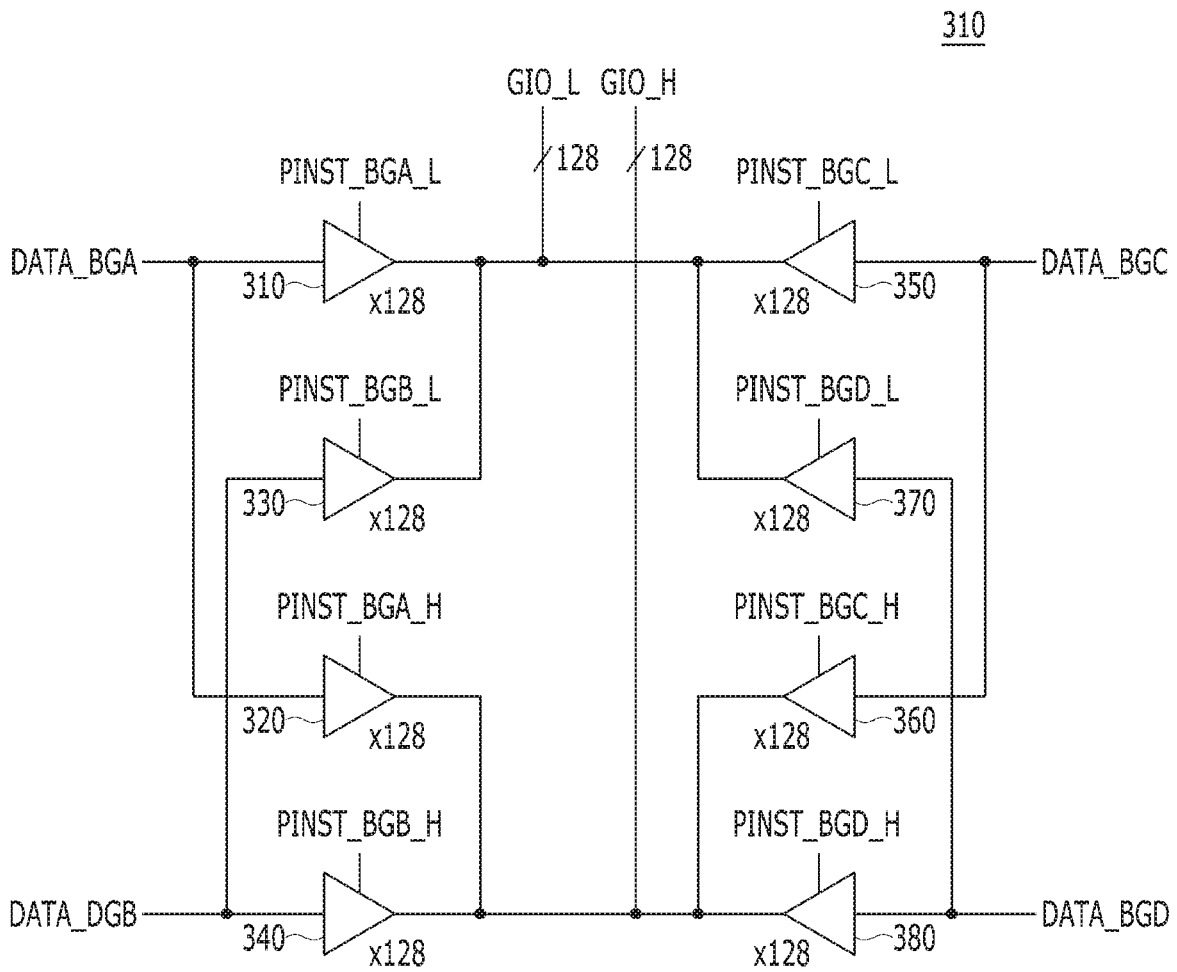 310
GIO_L GIO_H
128 128
PINST_BGA_L PINST_BGC_L
DATA_BGA DATA_BGC
310 x128 x128 350
PINST_BGB_L PINST_BGD_L
330 x128 x128 370
PINST_BGA_H PINST_BGC_H
320 x128 x128 360
PINST_BGB_H PINST_BGD_H
DATA_DGB DATA_BGD
340 x128 x128 380